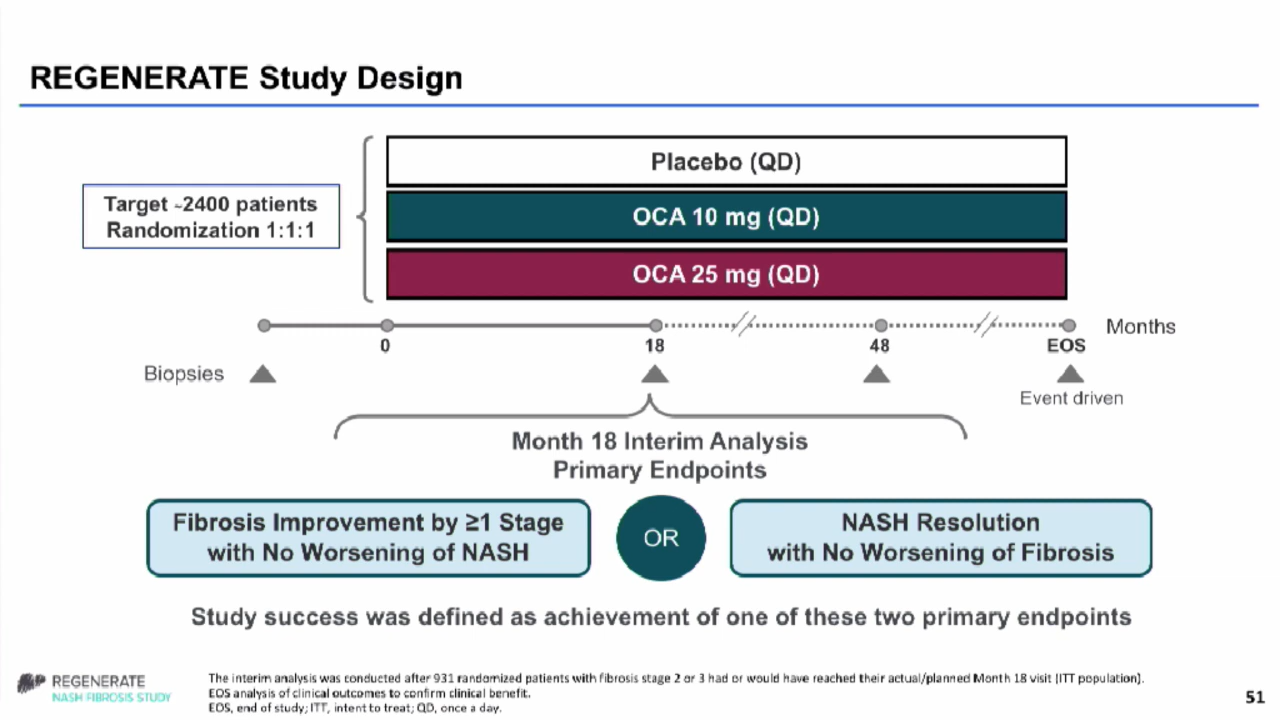 REGENERATE Study Design
Placebo (QD)
Target ~2400 patients
Randomization 1:1:1
OCA 10 mg (QD)
OCA 25 mg (QD)
Months
0 18 48 EOS
Biopsies
Event driven
Month 18 Interim Analysis
Primary Endpoints
Fibrosis Improvement by ≥1 Stage
with No Worsening of NASH
OR
NASH Resolution
with No Worsening of Fibrosis
Study success was defined as achievement of one of these two primary endpoints
REGENERATE
NASH FIBROSIS STUDY
The interim analysis was conducted after 931 randomized patients with fibrosis stage 2 or 3 had or would have reached their actual/planned Month 18 visit (ITT population).
EOS analysis of clinical outcomes to confirm clinical benefit.
EOS, end of study; ITT, intent to treat; QD, once a day.
51